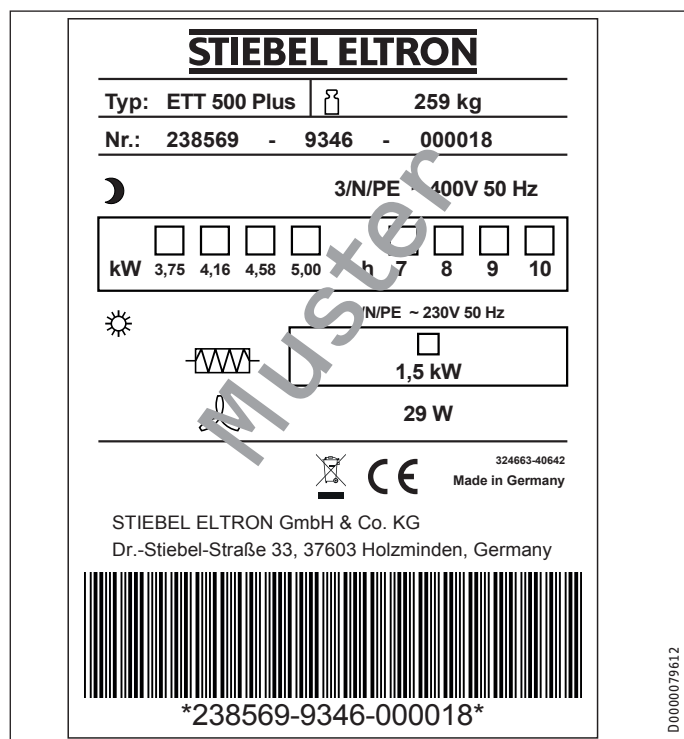 STIEBEL ELTRON
Typ: ETT 500 Plus 259 kg
Nr.: 238569 - 9346 - 000018
3/N/PE ~ 400V 50 Hz
kW 3,75 4,16 4,58 5,00 h 7 8 9 10
/N/PE ~ 230V 50 Hz
1,5 kW
29 W
Muster
CE
324663-40642
Made in Germany
STIEBEL ELTRON GmbH & Co. KG
Dr.-Stiebel-Straße 33, 37603 Holzminden, Germany
*238569-9346-000018*
D0000079612